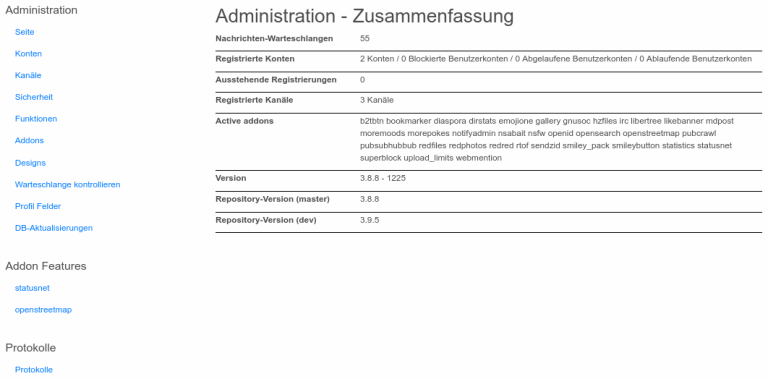 Administration
Seite
Konten
Kanäle
Sicherheit
Funktionen
Addons
Designs
Warteschlange kontrollieren
Profil Felder
DB-Aktualisierungen
Addon Features
statusnet
openstreetmap
Protokolle
Protokolle
Administration - Zusammenfassung
Nachrichten-Warteschlangen 55
Registrierte Konten 2 Konten / 0 Blockierte Benutzerkonten / 0 Abgelaufene Benutzerkonten / 0 Ablaufende Benutzerkonten
Ausstehende Registrierungen 0
Registrierte Kanäle 3 Kanäle
Active addons b2tbtn bookmarker diaspora dirstats emojione gallery gnusoc hzfiles irc libertree likebanner mdpost
moremoods morepokes notifyadmin nsabait nsfw openid opensearch openstreetmap pubcrawl
pubsubhubbub redfiles redphotos redred rtof sendzid smiley_pack smileybutton statistics statusnet
superblock upload_limits webmention
Version 3.8.8 - 1225
Repository-Version (master) 3.8.8
Repository-Version (dev) 3.9.5